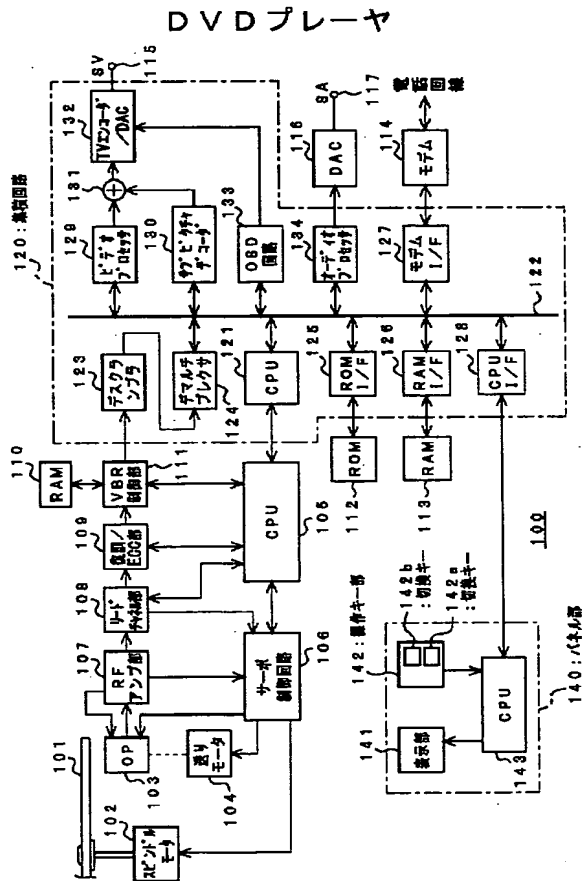 DVDプレーヤ
120:集積回路
SV
115
132
TVエンコーダ
/DAC
131
129
ビデオ
プロセッサ
130
サブピクチャ
デコーダ
133
OBD
回路
SA
117
116
DAC
134
オーディオ
プロセッサ
電話回線
114
モデム
127
モデム
I/F
122
123
デスクランブラ
デマルチ
プレクサ
124
121
CPU
125
ROM
I/F
126
RAM
I/F
128
CPU
I/F
110
RAM
VBR
制御部
111
109
復調/
ECC部
108
リード
チャネル部
107
RF
アンプ部
CPU
105
サーボ
制御回路
106
ROM
112
RAM
113
100
101
102
スピンドル
モータ
OP
103
送り
モータ
104
142b
:切換キー
142a
:切換キー
142:操作キー部
141
表示部
CPU
143
140:パネル部